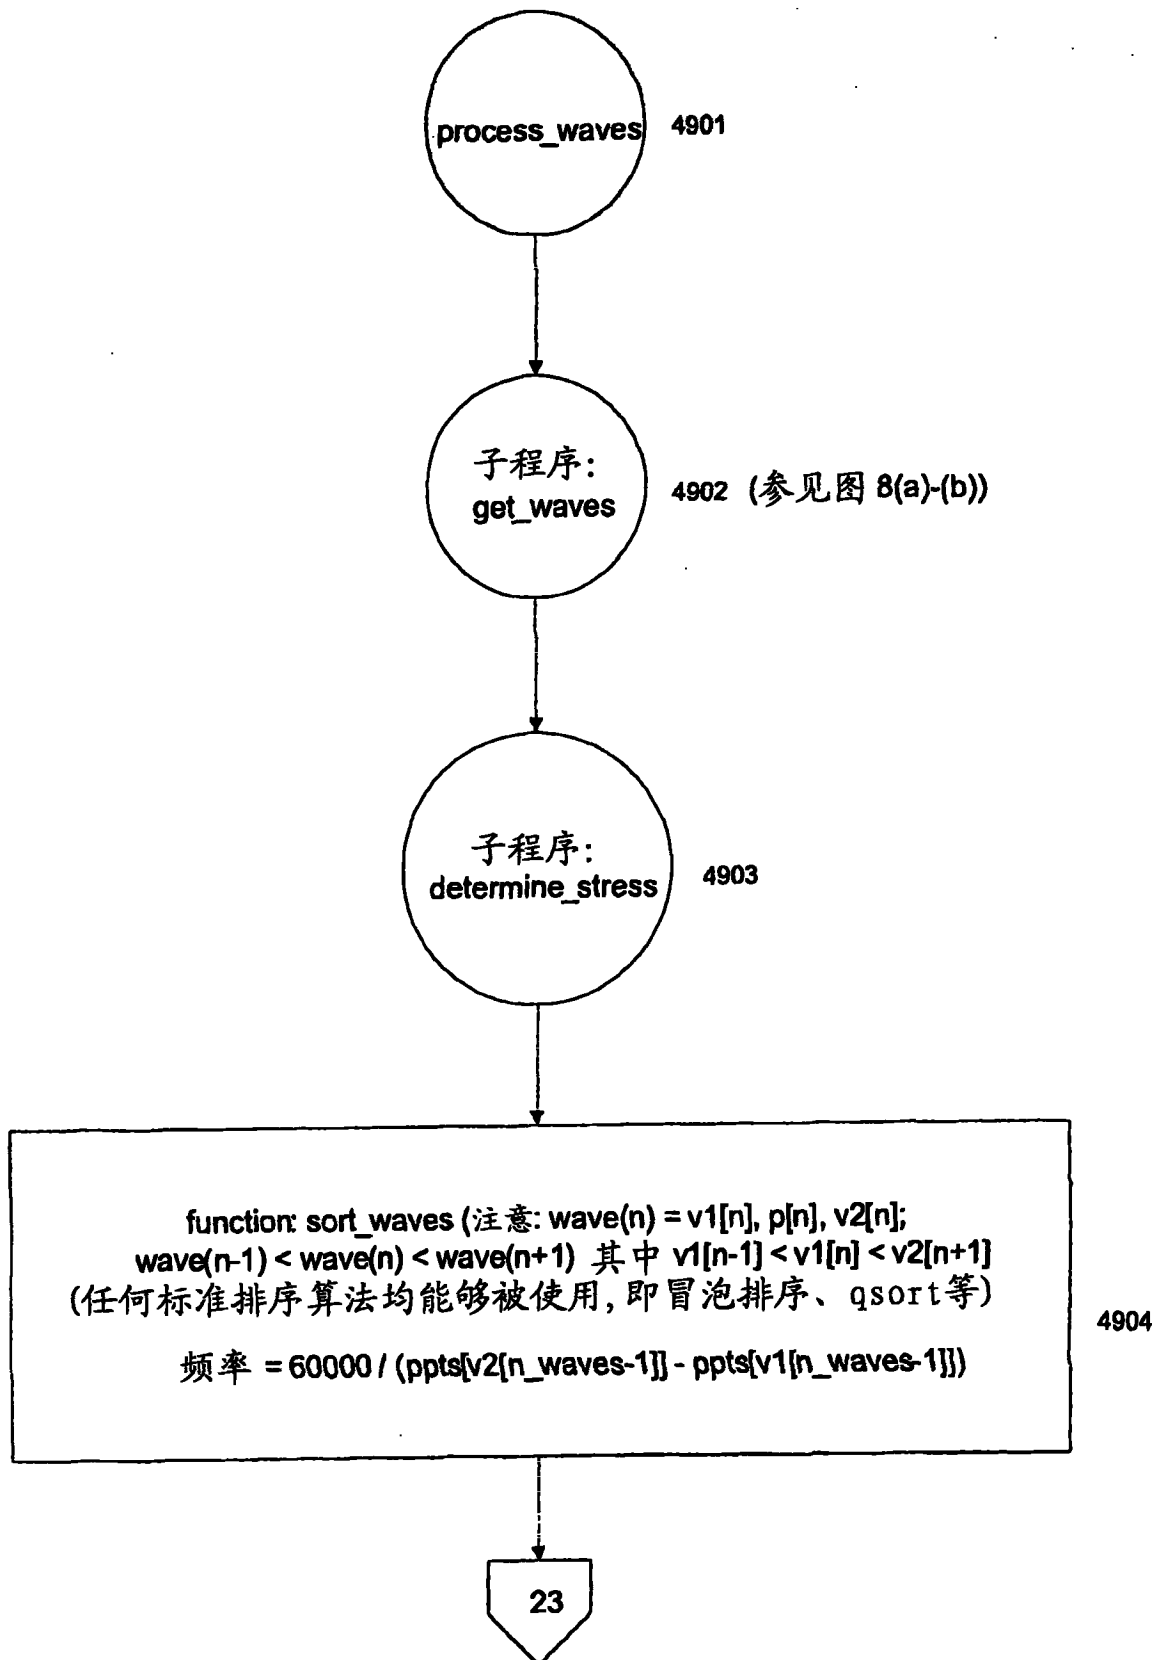 process_waves 4901
子程序:
get_waves
4902 (参见图 8(a)-(b))
子程序:
determine_stress
4903
function: sort_waves (注意: wave(n) = v1[n], p[n], v2[n];
wave(n-1) < wave(n) < wave(n+1) 其中 v1[n-1] < v1[n] < v2[n+1]
(任何标准排序算法均能够被使用, 即冒泡排序、qsort等)
4904
频率 = 60000 / (ppts[v2[n_waves-1]] - ppts[v1[n_waves-1]])
23